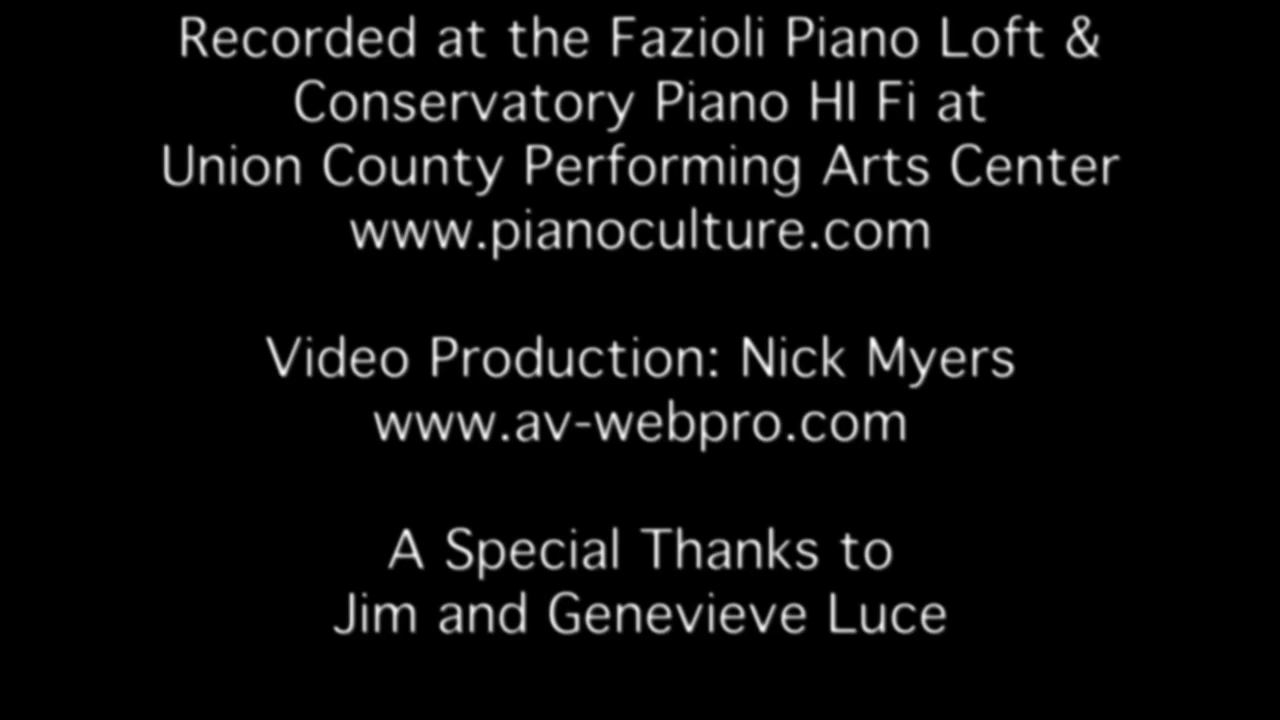 Recorded at the Fazioli Piano Loft &
Conservatory Piano HI Fi at
Union County Performing Arts Center
www.pianoculture.com
Video Production: Nick Myers
www.av-webpro.com
A Special Thanks to
Jim and Genevieve Luce